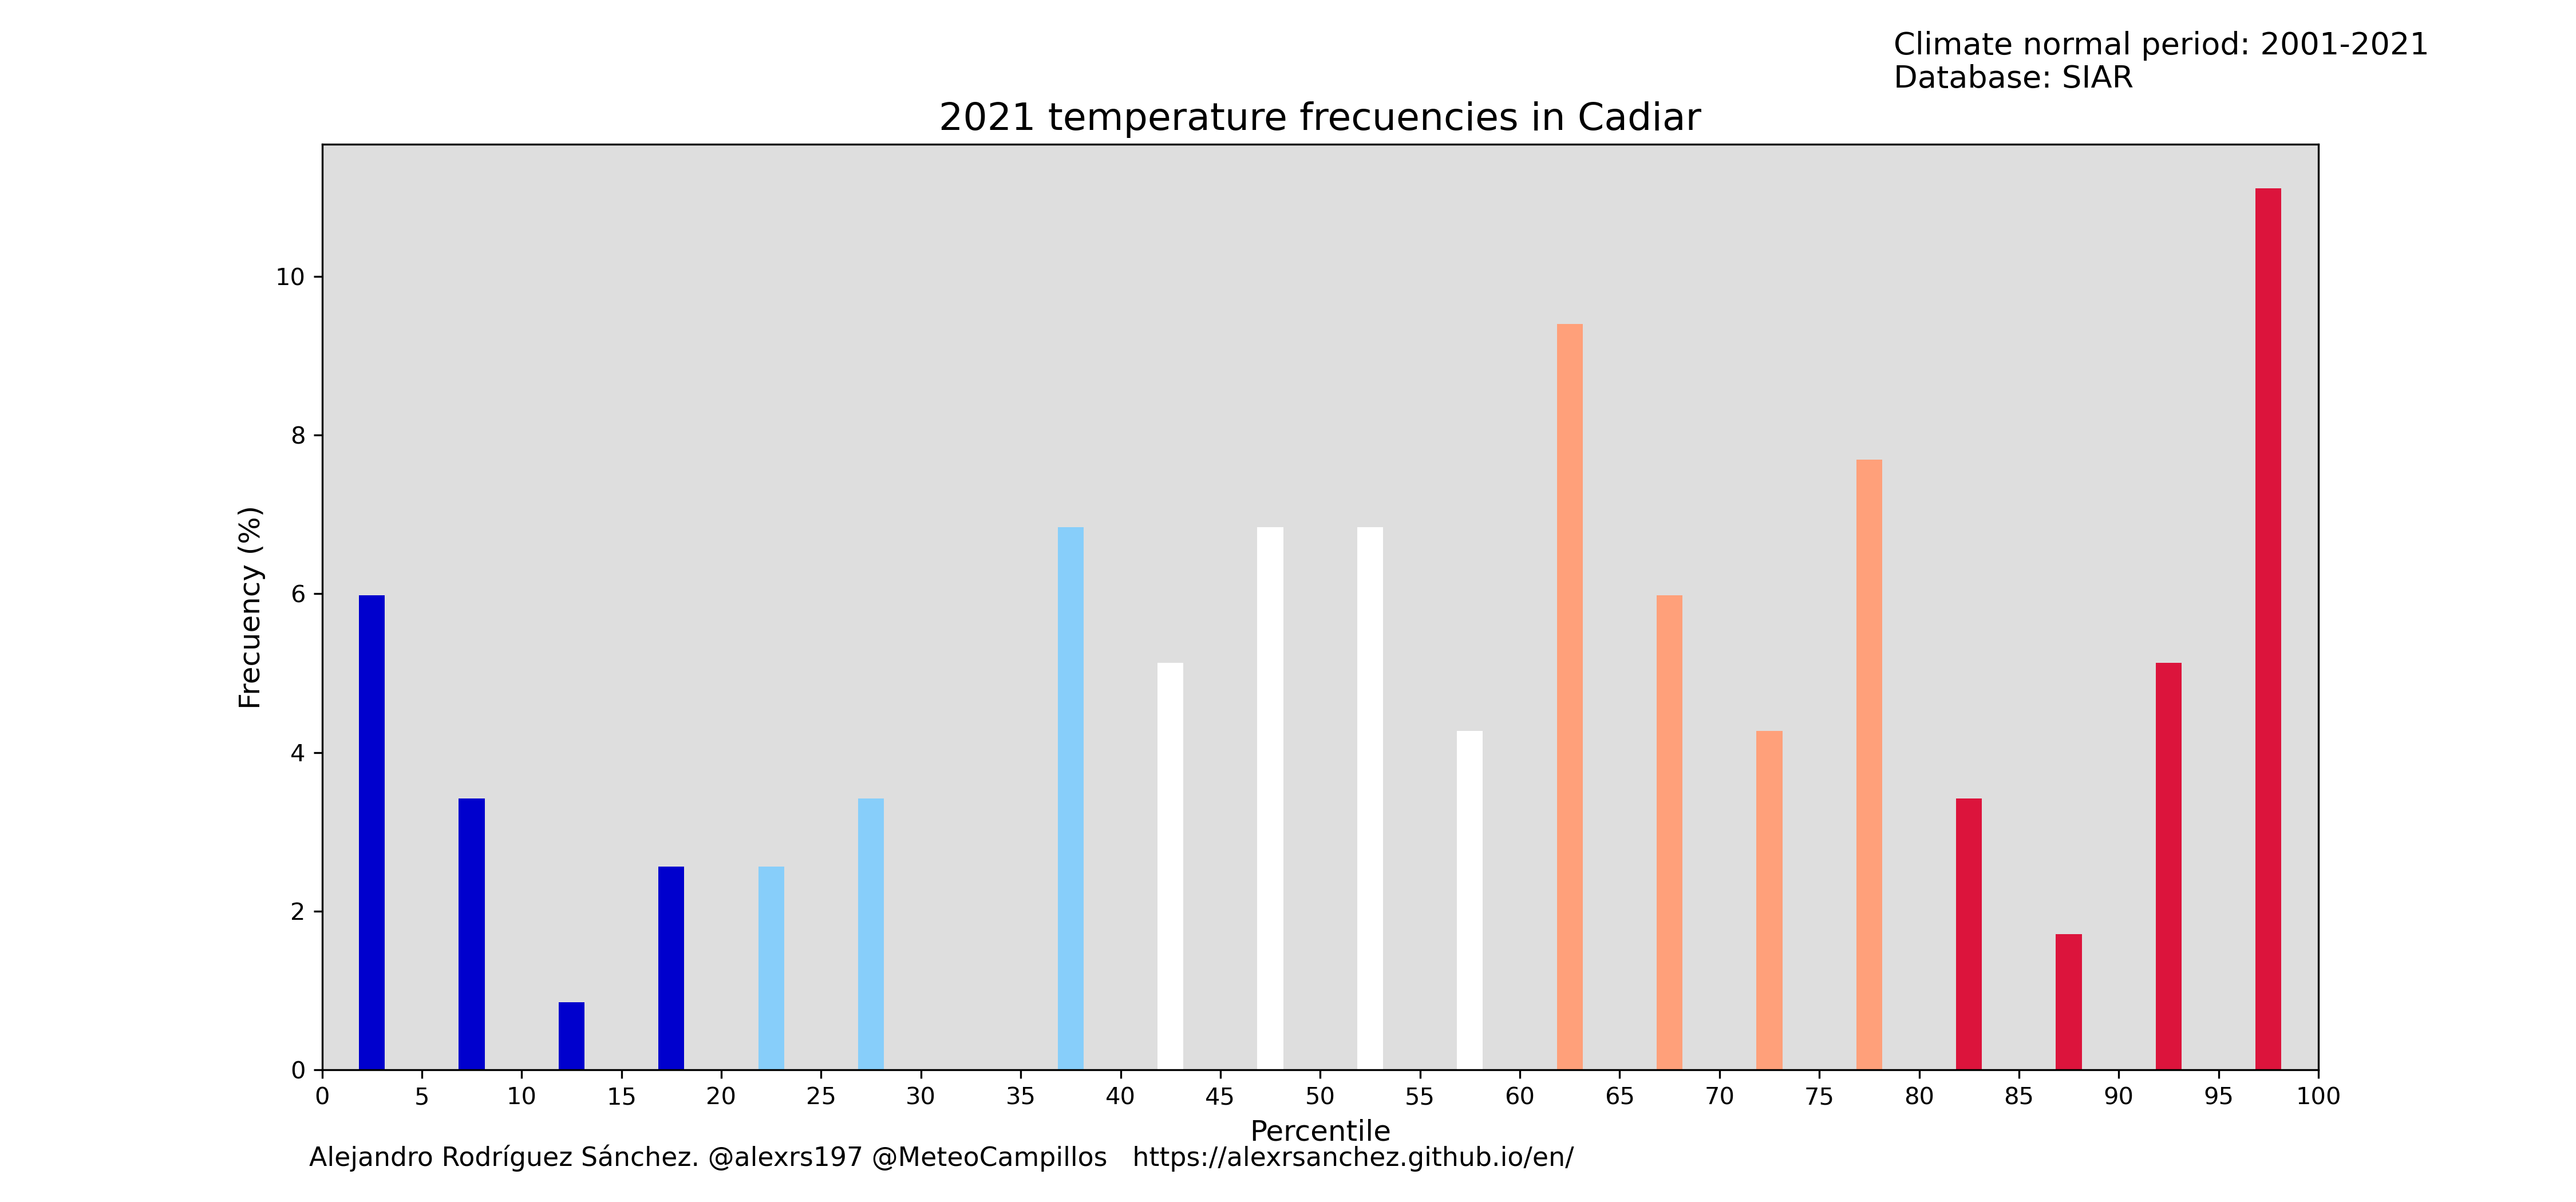 Climate normal period: 2001-2021
Database: SIAR
2021 temperature frecuencies in Cadiar
Frecuency (%)
10
8
6
4
2
0
0 5 10 15 20 25 30 35 40 45 50 55 60 65 70 75 80 85 90 95 100
Percentile
Alejandro Rodríguez Sánchez. @alexrs197 @MeteoCampillos https://alexrsanchez.github.io/en/